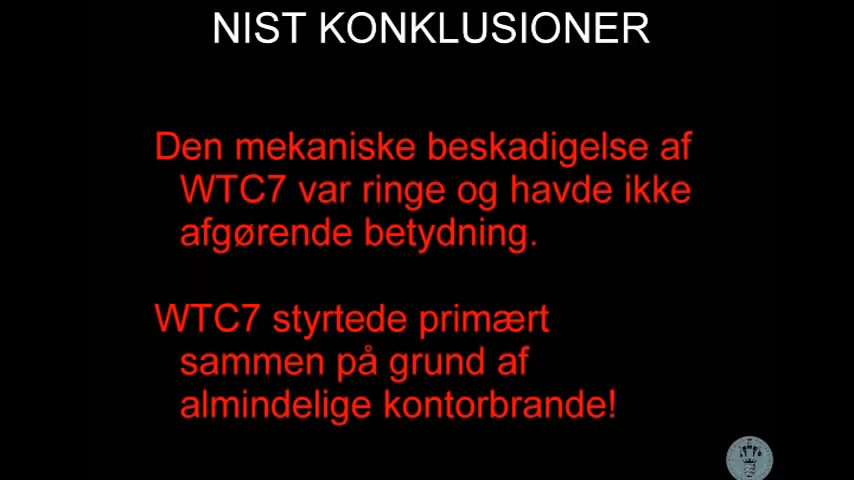 NIST KONKLUSIONER
Den mekaniske beskadigelse af
WTC7 var ringe og havde ikke
afgørende betydning.
WTC7 styrtede primært
sammen på grund af
almindelige kontorbrande!